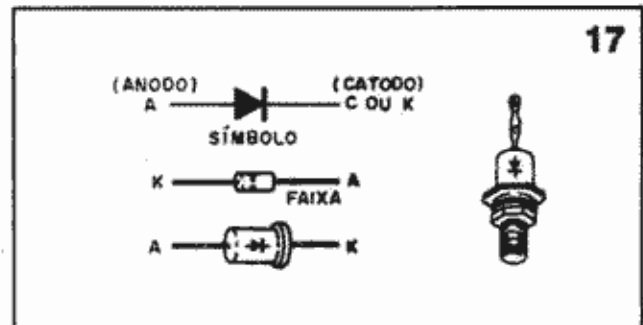 17
(ANODO) (CATODO)
A C OU K
SÍMBOLO
K A
FAIXA
A K